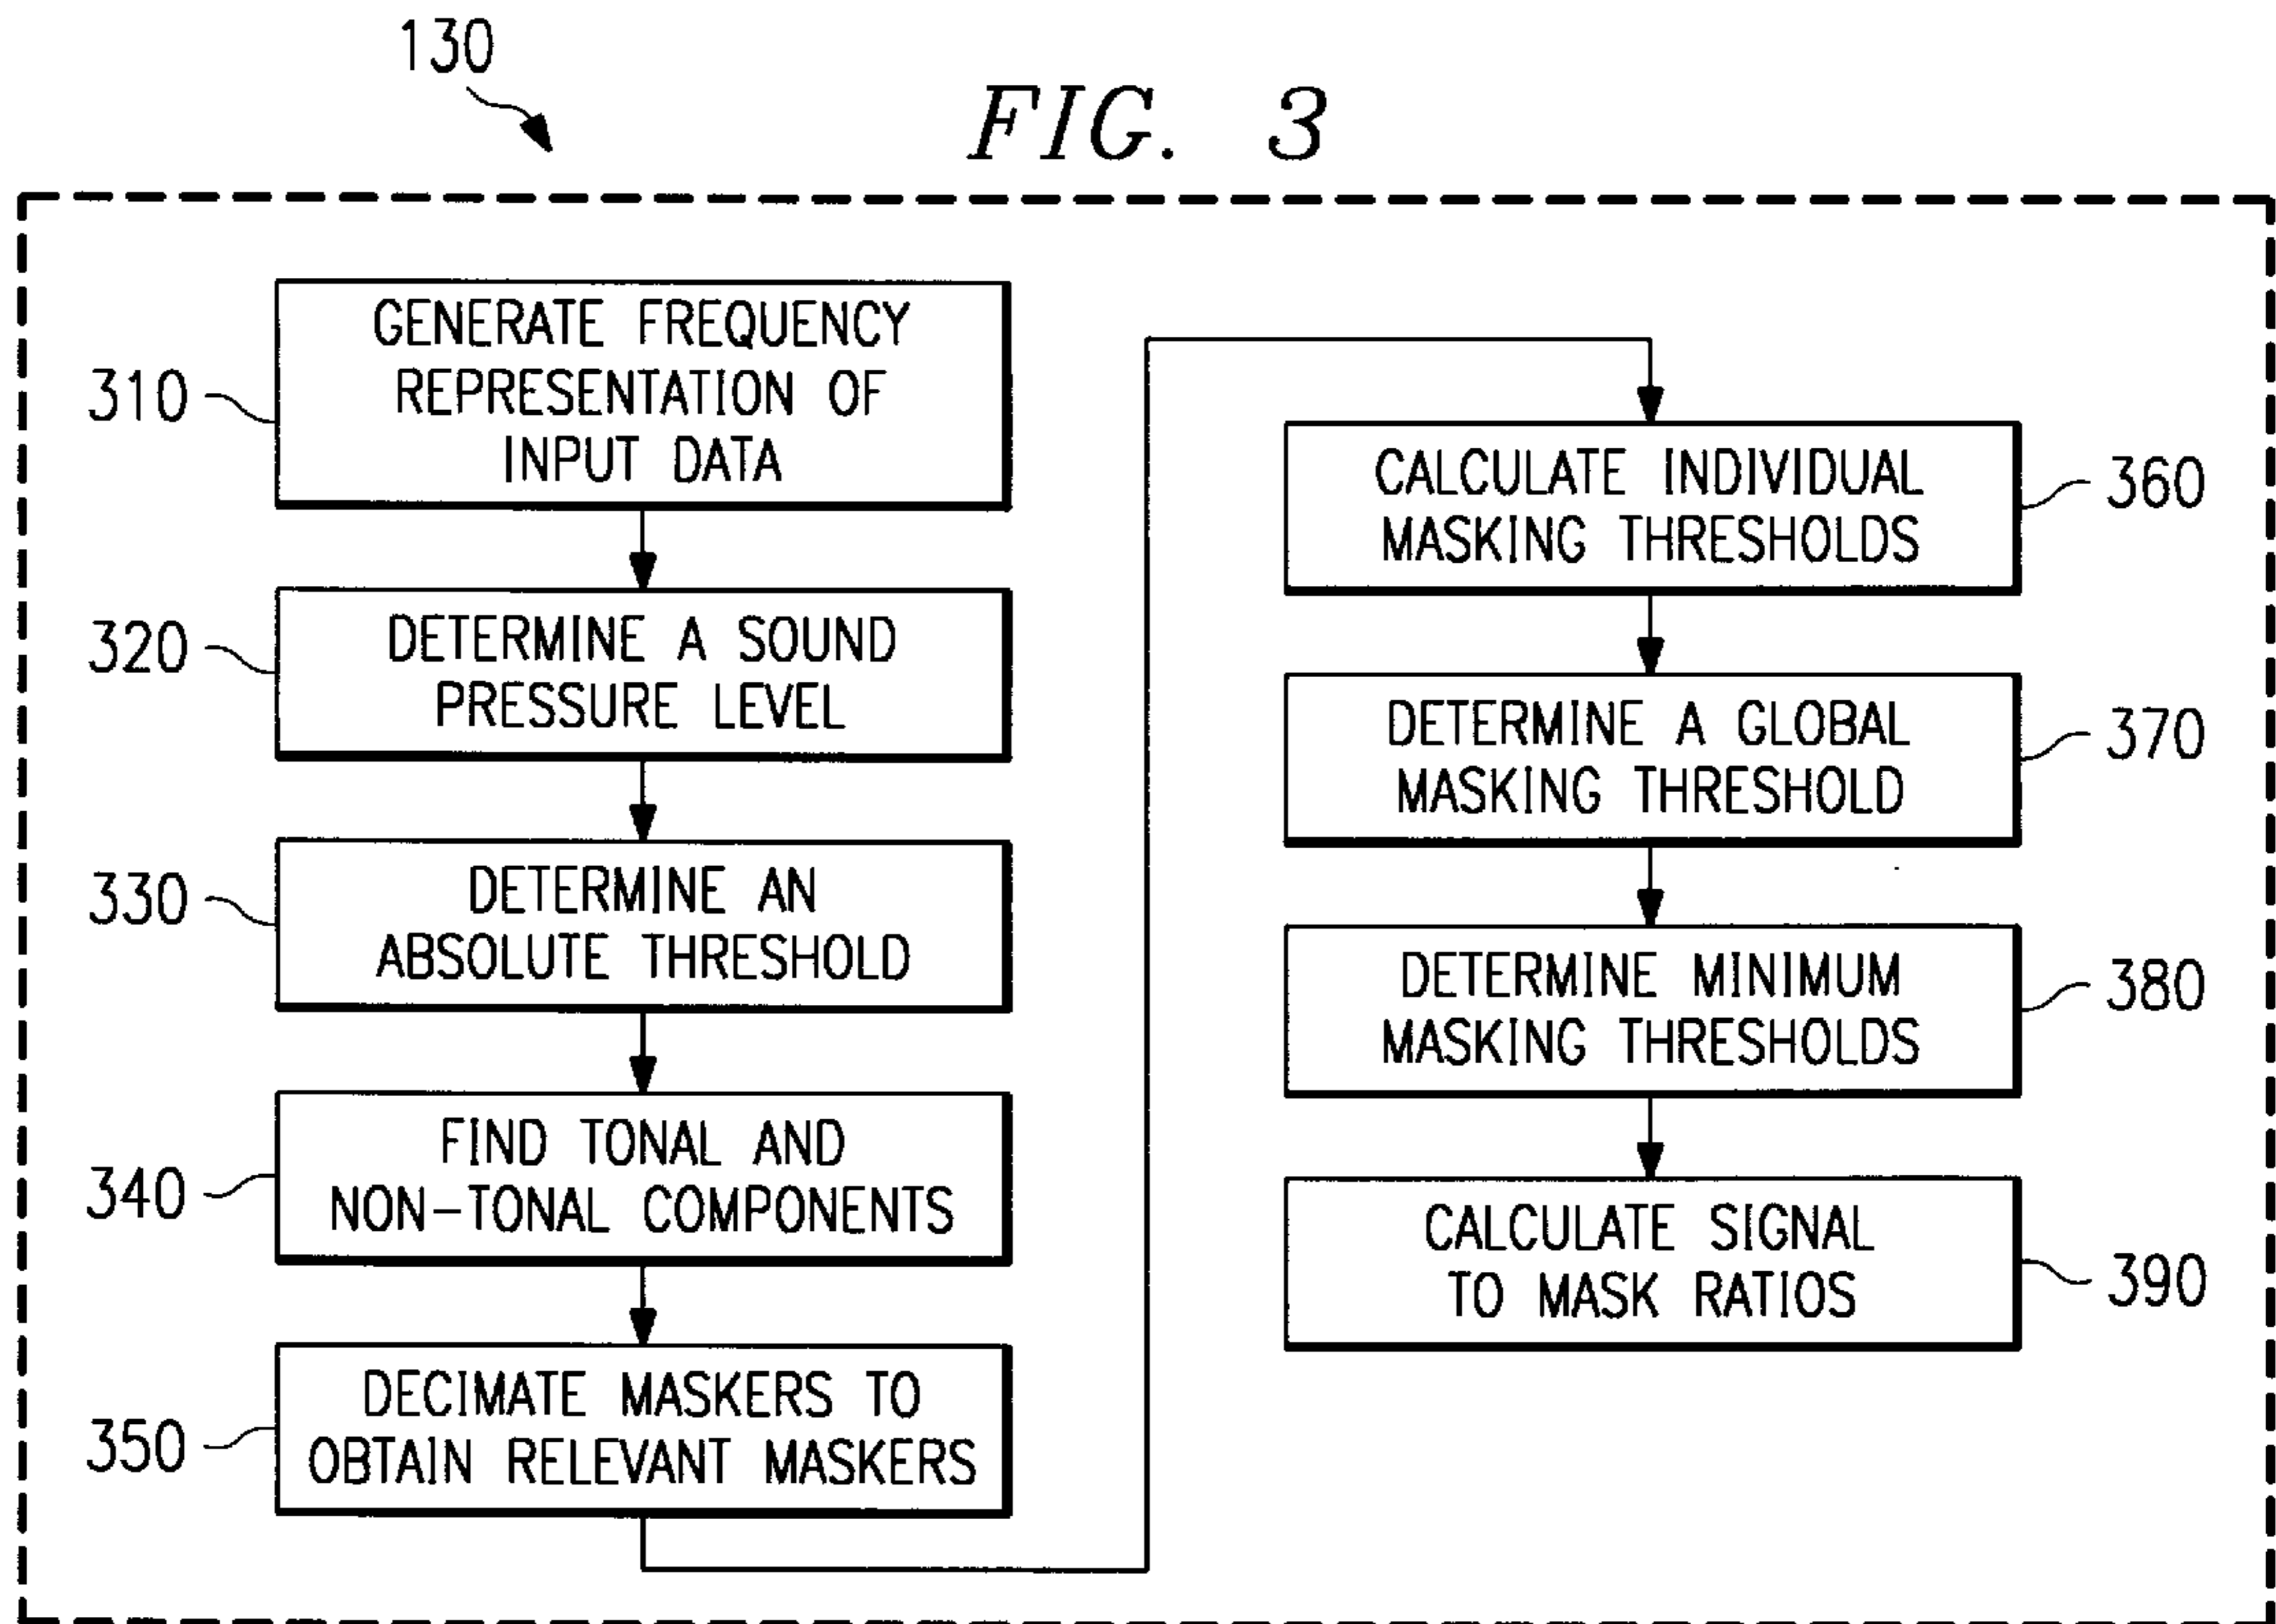 130
FIG. 3
310
GENERATE FREQUENCY
REPRESENTATION OF
INPUT DATA
320
DETERMINE A SOUND
PRESSURE LEVEL
330
DETERMINE AN
ABSOLUTE THRESHOLD
340
FIND TONAL AND
NON-TONAL COMPONENTS
350
DECIMATE MASKERS TO
OBTAIN RELEVANT MASKERS
CALCULATE INDIVIDUAL
MASKING THRESHOLDS
360
DETERMINE A GLOBAL
MASKING THRESHOLD
370
DETERMINE MINIMUM
MASKING THRESHOLDS
380
CALCULATE SIGNAL
TO MASK RATIOS
390